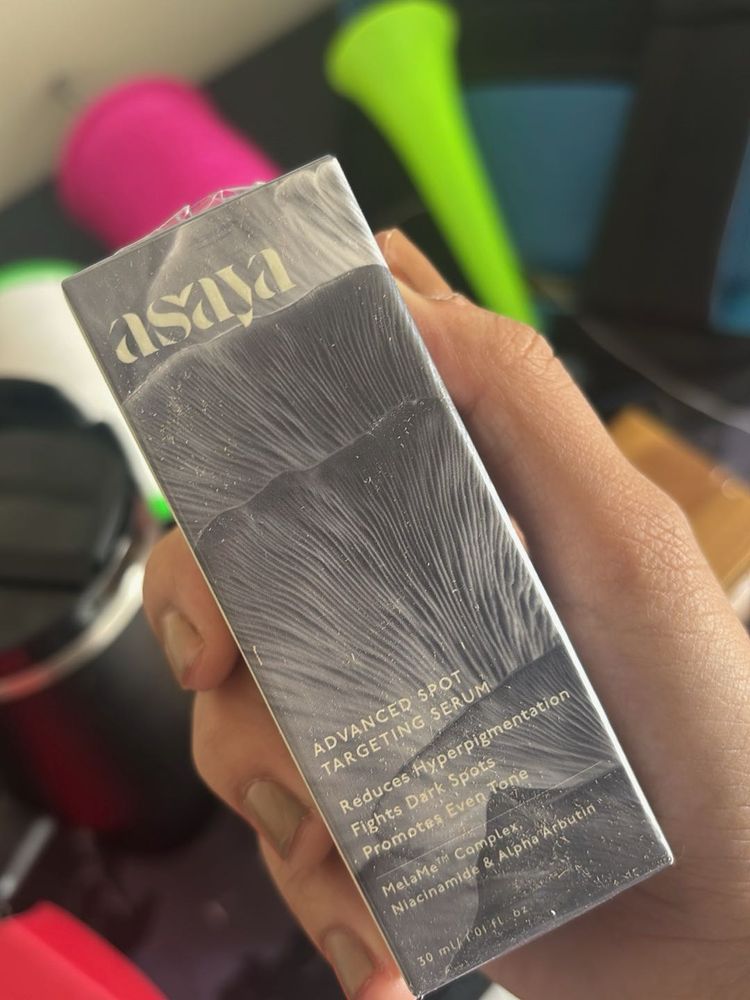 asaya
ADVANCED SPOT
TARGETING SERUM
Reduces Hyperpigmentation
Fights Dark Spots
Promotes Even Tone
MelaMe™ Complex,
Niacinamide & Alpha Arbutin
30 ml/1.01 fl. oz